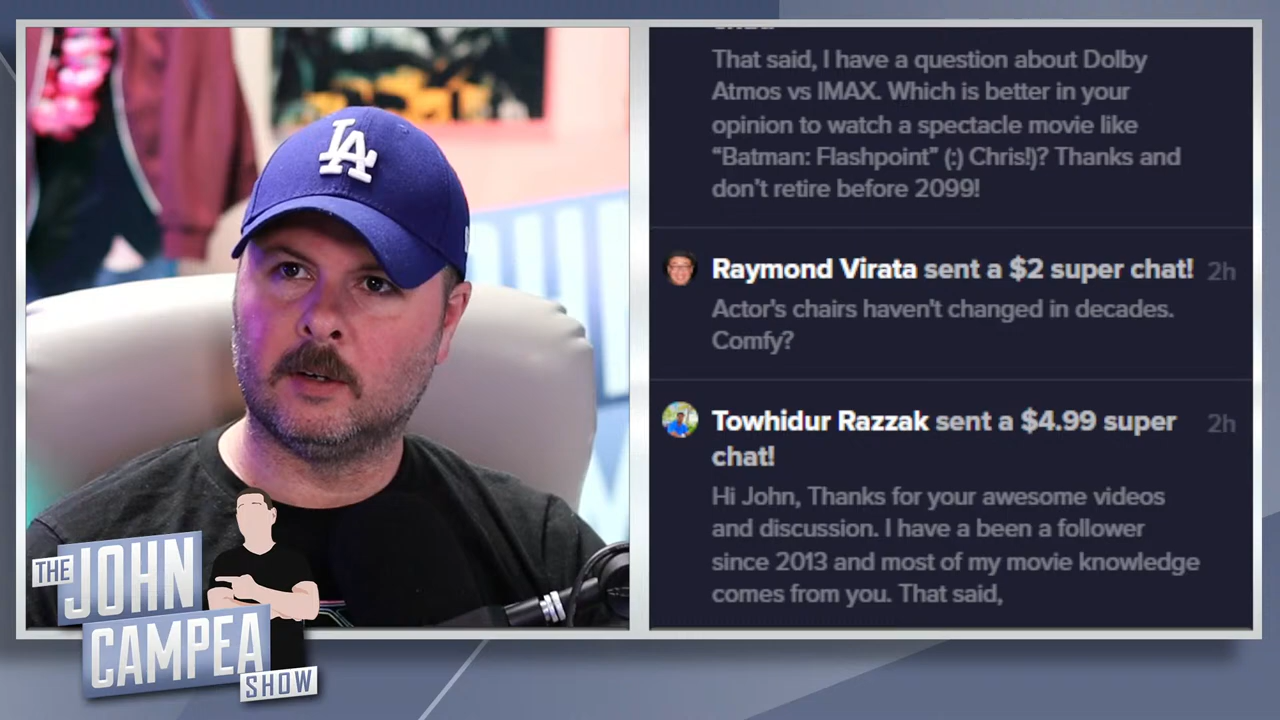 LA
THE
JOHN
CAMPEA
SHOW
That said, I have a question about Dolby
Atmos vs IMAX. Which is better in your
opinion to watch a spectacle movie like
“Batman: Flashpoint” (:) Chris!)? Thanks and
don't retire before 2099!
Raymond Virata sent a $2 super chat! 2h
Actor's chairs haven't changed in decades.
Comfy?
Towhidur Razzak sent a $4.99 super 2h
chat!
Hi John, Thanks for your awesome videos
and discussion. I have a been a follower
since 2013 and most of my movie knowledge
comes from you. That said,